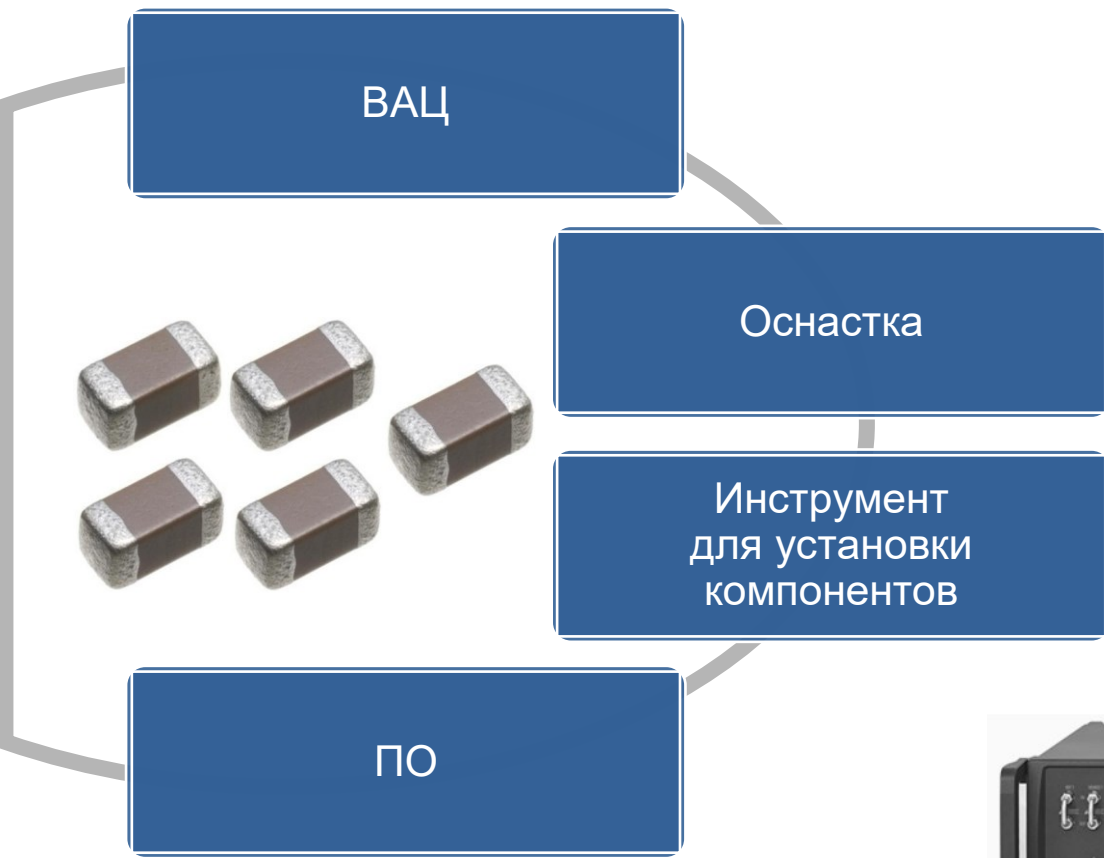 ВАЦ
Оснастка
Инструмент
для установки
компонентов
ПО